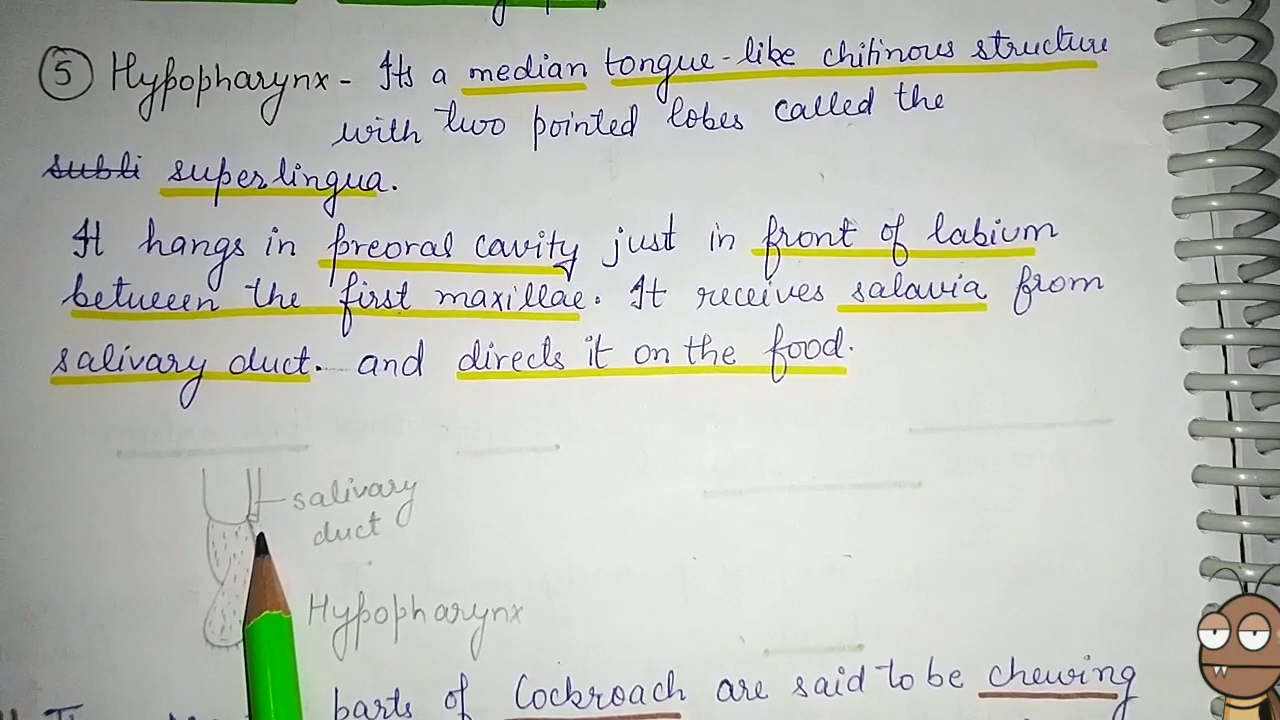 ⑤ Hypopharynx - Its a median tongue-like chitinous structure
with two pointed lobes called the
subli superlingua.
It hangs in preoral cavity just in front of labium
between the first maxillae. It receives salavia from
salivary duct. and directs it on the food.
salivary
duct
Hypopharynx
parts of Cockroach are said to be chewing